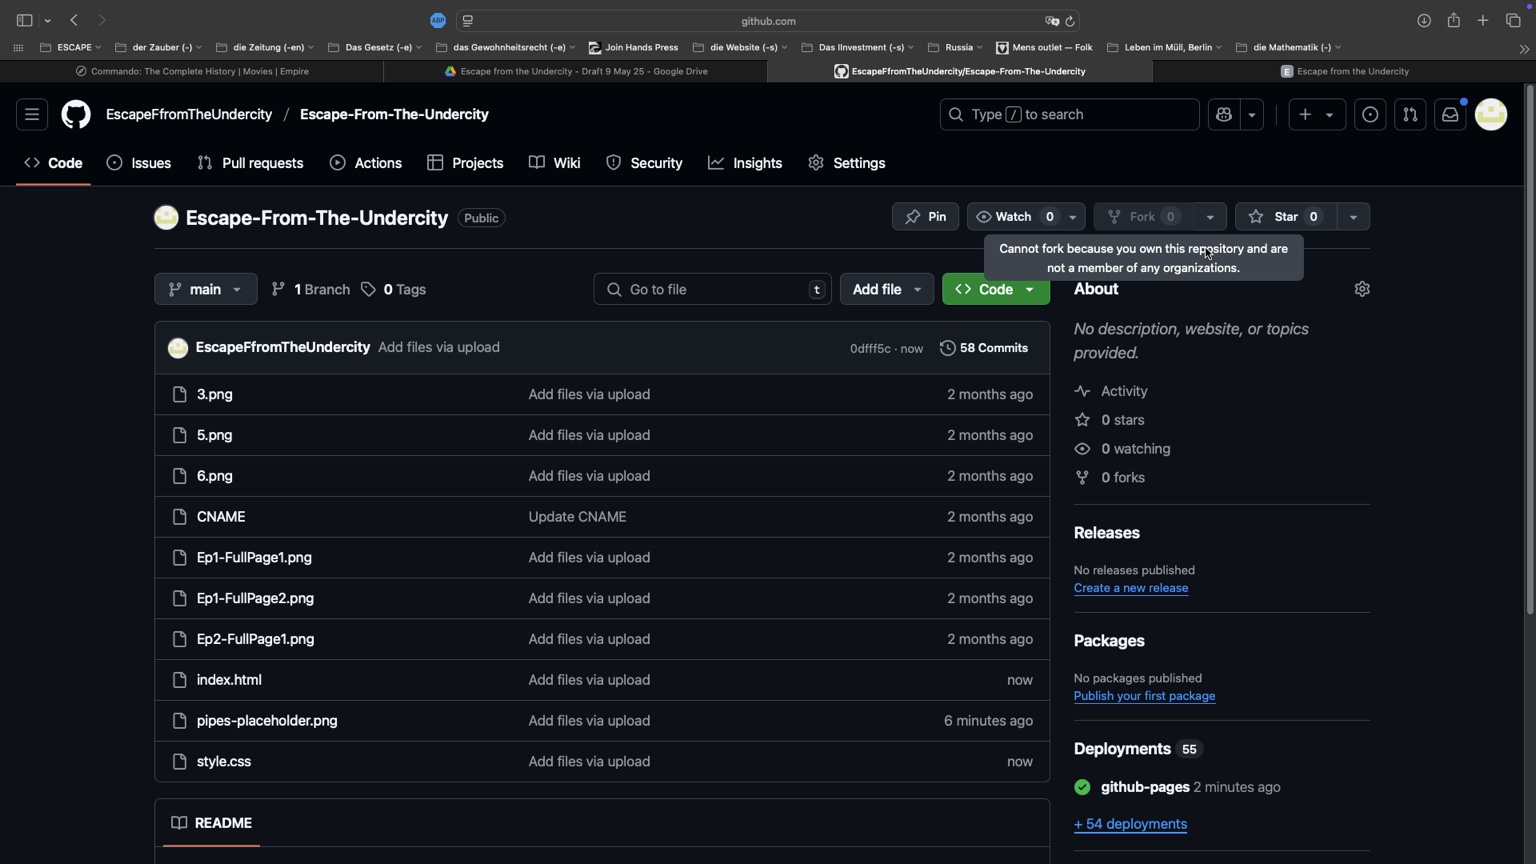 ABP
github.com
ESCAPE
der Zauber (-)
die Zeitung (-en)
Das Gesetz (-e)
das Gewohnheitsrecht (-e)
Join Hands Press
die Website (-s)
Das IInvestment (-s)
Russia
Mens outlet — Folk
Leben im Müll, Berlin
die Mathematik (-)
Commando: The Complete History | Movies | Empire
Escape from the Undercity - Draft 9 May 25 - Google Drive
EscapeFfromTheUndercity/Escape-From-The-Undercity
E Escape from the Undercity
EscapeFfromTheUndercity / Escape-From-The-Undercity
Type / to search
Code
Issues
Pull requests
Actions
Projects
Wiki
Security
Insights
Settings
Escape-From-The-Undercity Public
Pin
Watch 0
Fork 0
Star 0
Cannot fork because you own this repository and are
not a member of any organizations.
main
1 Branch
0 Tags
Go to file t
Add file
Code
EscapeFfromTheUndercity Add files via upload 0dfff5c · now 58 Commits
3.png Add files via upload 2 months ago
5.png Add files via upload 2 months ago
6.png Add files via upload 2 months ago
CNAME Update CNAME 2 months ago
Ep1-FullPage1.png Add files via upload 2 months ago
Ep1-FullPage2.png Add files via upload 2 months ago
Ep2-FullPage1.png Add files via upload 2 months ago
index.html Add files via upload now
pipes-placeholder.png Add files via upload 6 minutes ago
style.css Add files via upload now
README
About
No description, website, or topics
provided.
Activity
0 stars
0 watching
0 forks
Releases
No releases published
Create a new release
Packages
No packages published
Publish your first package
Deployments 55
github-pages 2 minutes ago
+ 54 deployments